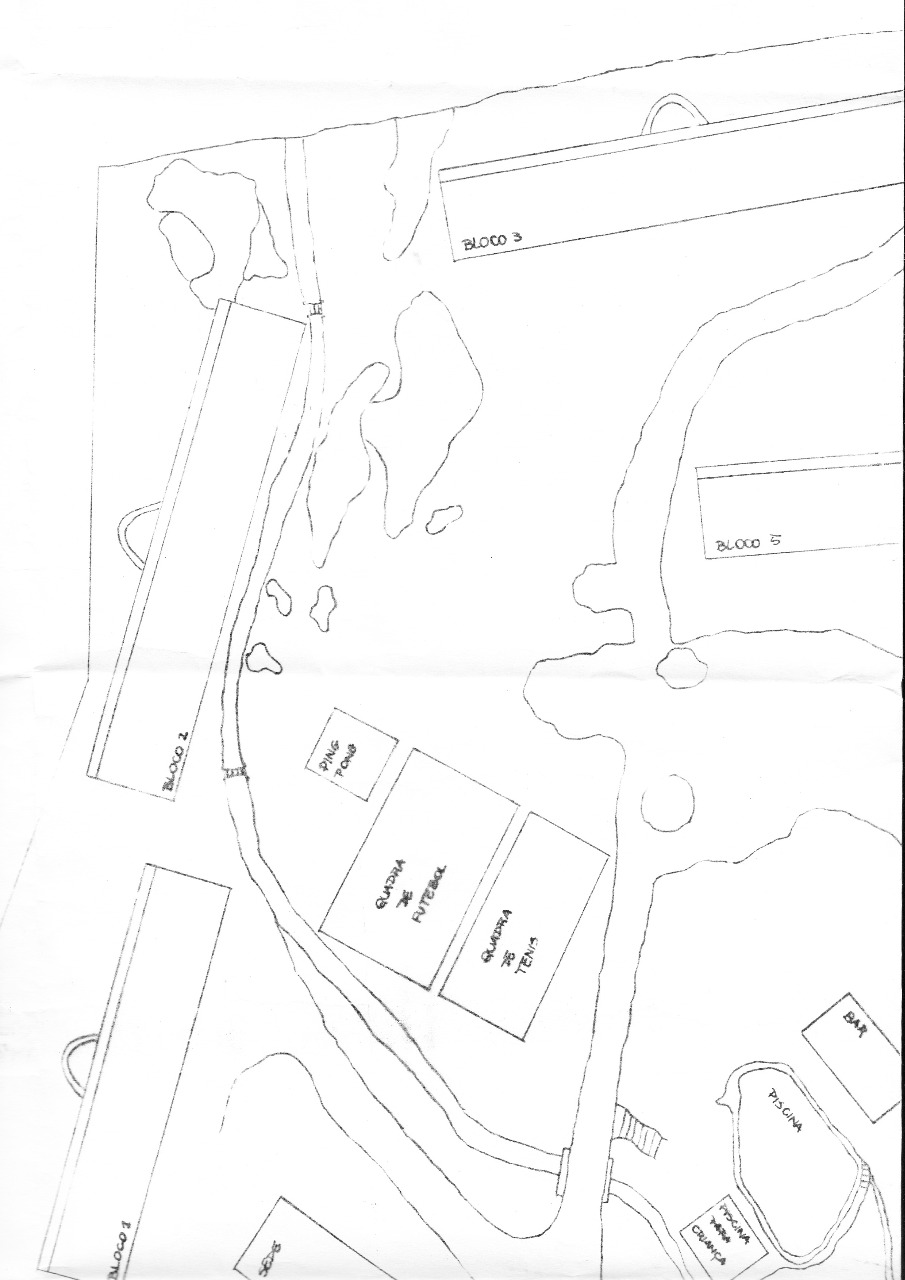 BLOCO 3
BLOCO 5
BLOCO 2
PING
PONG
QUADRA
DE
FUTEBOL
QUADRA
DE
TENIS
BAR
PISCINA
PISCINA
PARA
CRIANÇA
SEDE
BLOCO 1